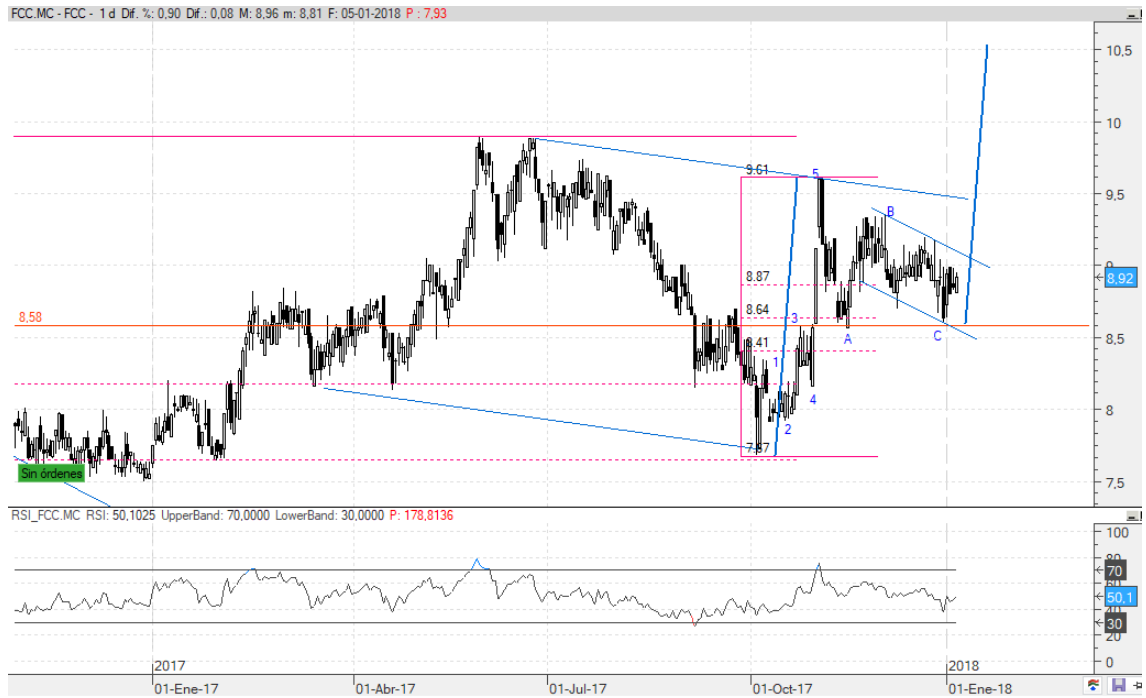 FCC.MC - FCC - 1 d Dif. %: 0,90 Dif.: 0,08 M: 8,96 m: 8,81 F: 05-01-2018 P : 7,93
10,5
10
9.61
5
9,5
B
9
8.87
8,92
8,58
8.64
3
8.41
A
C
8,5
1
4
8
2
7.67
Sin órdenes
7,5
RSI_FCC.MC RSI: 50,1025 UpperBand: 70,0000 LowerBand: 30,0000 P: 178,8136
100
80
70
60
50,1
40
30
20
0
2017
2018
01-Ene-17
01-Abr-17
01-Jul-17
01-Oct-17
01-Ene-18